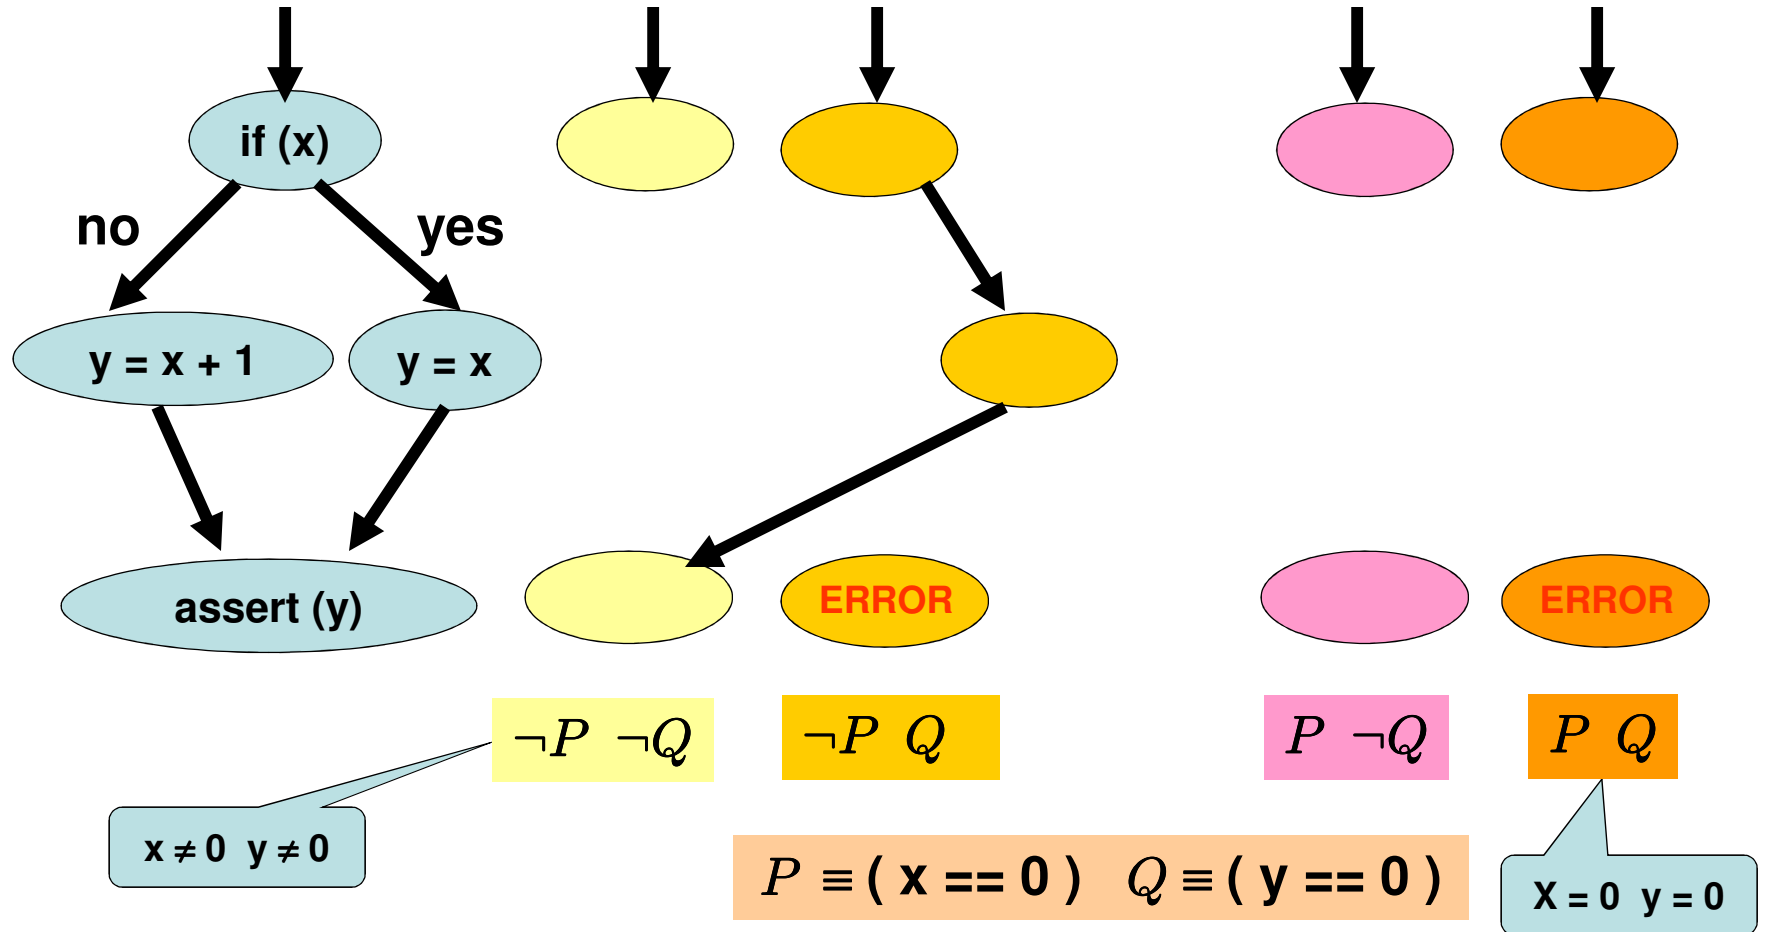 if (x)
no
yes
y = x + 1
y = x
assert (y)
ERROR
ERROR
¬P ¬Q
¬P Q
P ¬Q
P Q
x ≠ 0 y ≠ 0
P ≡ ( x == 0 ) Q ≡ ( y == 0 )
X = 0 y = 0